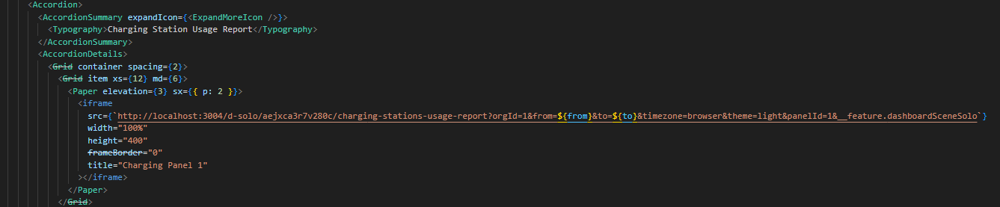 <Accordion>
<AccordionSummary expandIcon={<ExpandMoreIcon />}>
<Typography>Charging Station Usage Report</Typography>
</AccordionSummary>
<AccordionDetails>
<Grid container spacing={2}>
<Grid item xs={12} md={6}>
<Paper elevation={3} sx={{ p: 2 }}>
<iframe
src={`http://localhost:3004/d-solo/aejxca3r7v280c/charging-stations-usage-report?orgId=1&from=${from}&to=${to}&timezone=browser&theme=light&panelId=1&__feature.dashboardSceneSolo`}
width="100%"
height="400"
frameBorder="0"
title="Charging Panel 1"
></iframe>
</Paper>
</Grid>